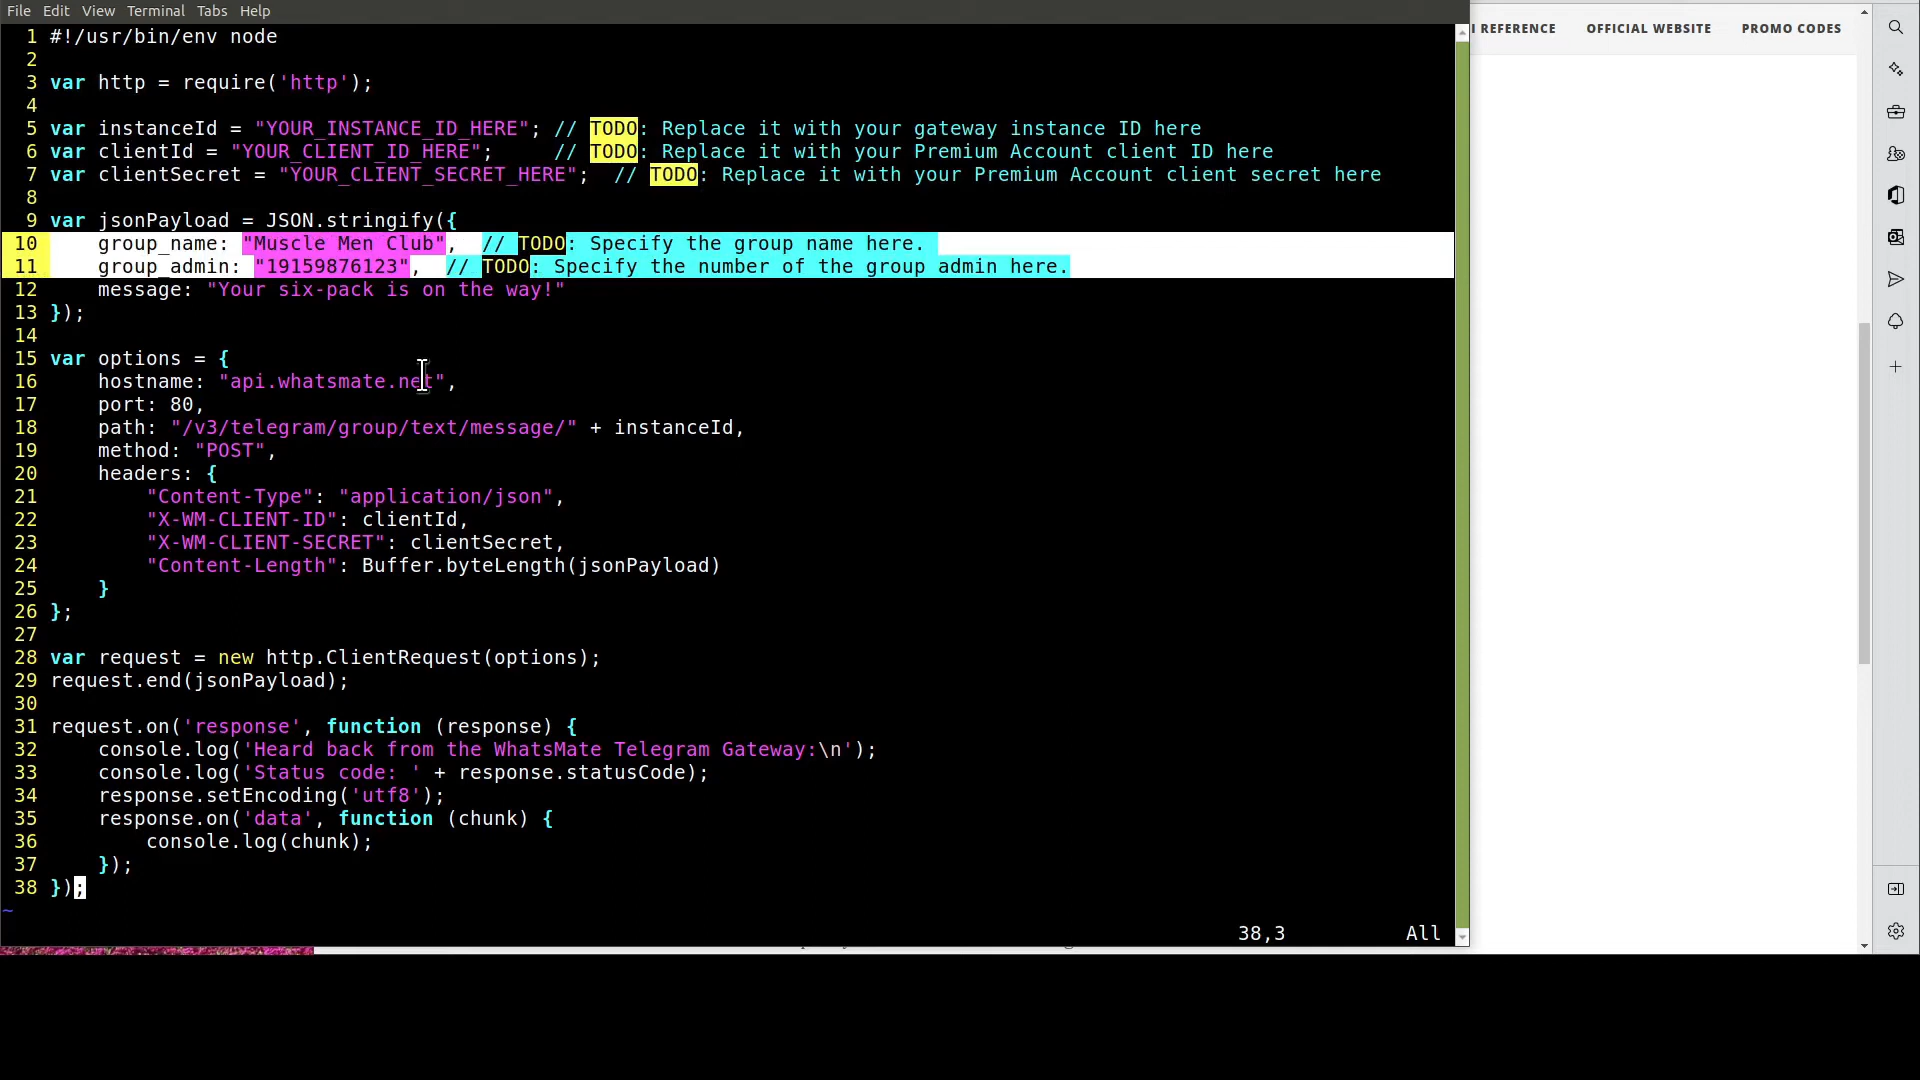 File Edit View Terminal Tabs Help
I REFERENCE OFFICIAL WEBSITE PROMO CODES
1 #!/usr/bin/env node
2
3 var http = require('http');
4
5 var instanceId = "YOUR_INSTANCE_ID_HERE"; // TODO: Replace it with your gateway instance ID here
6 var clientId = "YOUR_CLIENT_ID_HERE";     // TODO: Replace it with your Premium Account client ID here
7 var clientSecret = "YOUR_CLIENT_SECRET_HERE";  // TODO: Replace it with your Premium Account client secret here
8
9 var jsonPayload = JSON.stringify({
10     group_name: "Muscle Men Club",  // TODO: Specify the group name here.
11     group_admin: "19159876123",  // TODO: Specify the number of the group admin here.
12     message: "Your six-pack is on the way!"
13 });
14
15 var options = {
16     hostname: "api.whatsmate.net",
17     port: 80,
18     path: "/v3/telegram/group/text/message/" + instanceId,
19     method: "POST",
20     headers: {
21         "Content-Type": "application/json",
22         "X-WM-CLIENT-ID": clientId,
23         "X-WM-CLIENT-SECRET": clientSecret,
24         "Content-Length": Buffer.byteLength(jsonPayload)
25     }
26 };
27
28 var request = new http.ClientRequest(options);
29 request.end(jsonPayload);
30
31 request.on('response', function (response) {
32     console.log('Heard back from the WhatsMate Telegram Gateway:\n');
33     console.log('Status code: ' + response.statusCode);
34     response.setEncoding('utf8');
35     response.on('data', function (chunk) {
36         console.log(chunk);
37     });
38 });
~
38,3 All